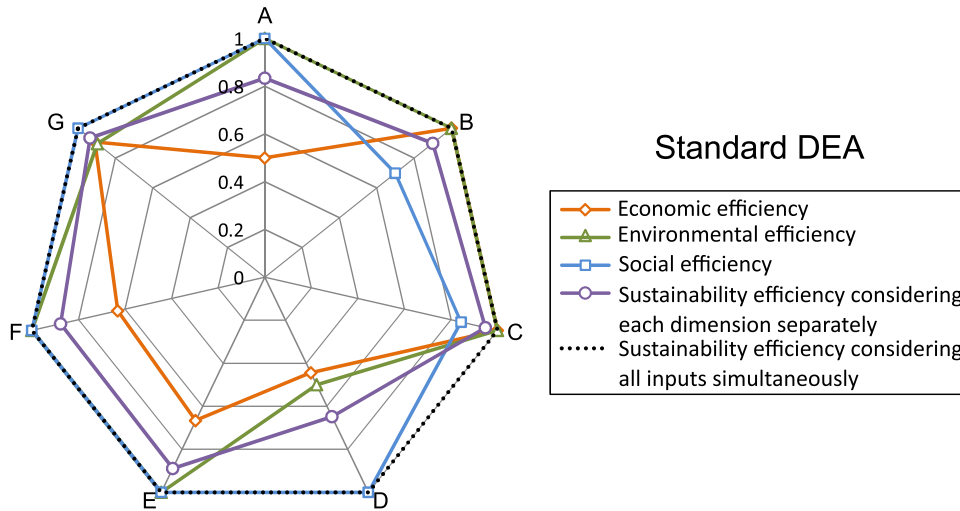 A
1
G
0.8
B
0.6
0.4
0.2
0
F
C
E
D
Standard DEA
Economic efficiency
Environmental efficiency
Social efficiency
Sustainability efficiency considering
each dimension separately
Sustainability efficiency considering
all inputs simultaneously